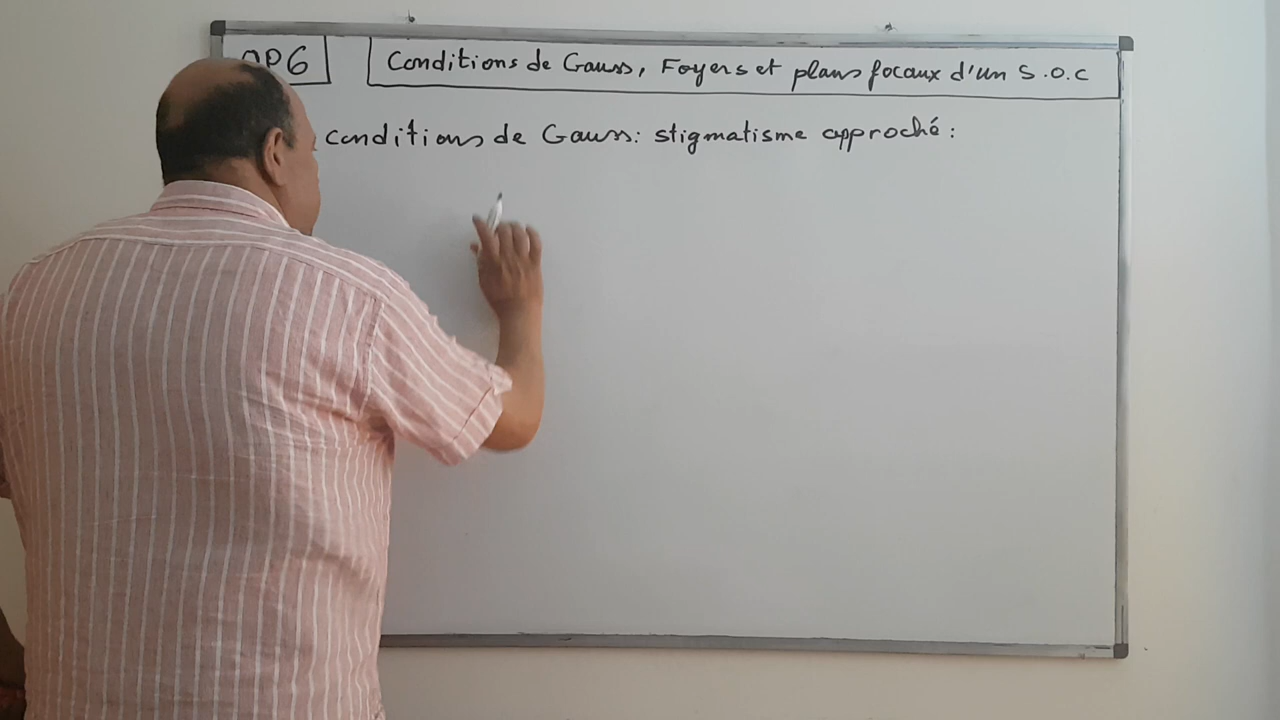 OP6
Conditions de Gauss, Foyers et plans focaux d'un S.O.C
conditions de Gauss: stigmatisme approché :